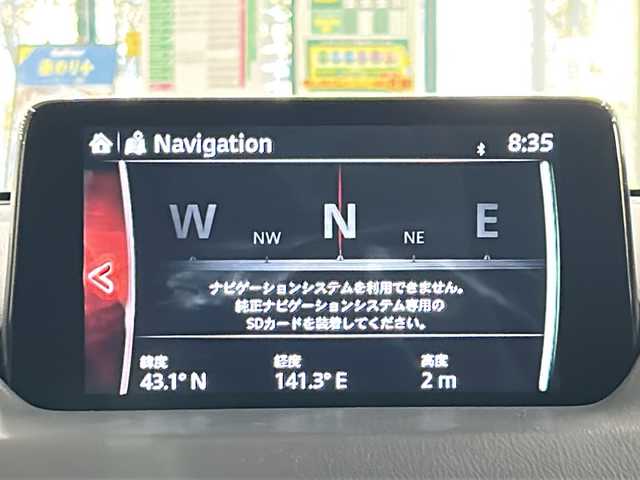 Navigation
8:35
W NW N NE E
ナビゲーションシステムを利用できません。
純正ナビゲーションシステム専用の
SDカードを装着してください。
緯度 経度 高度
43.1° N 141.3° E 2 m